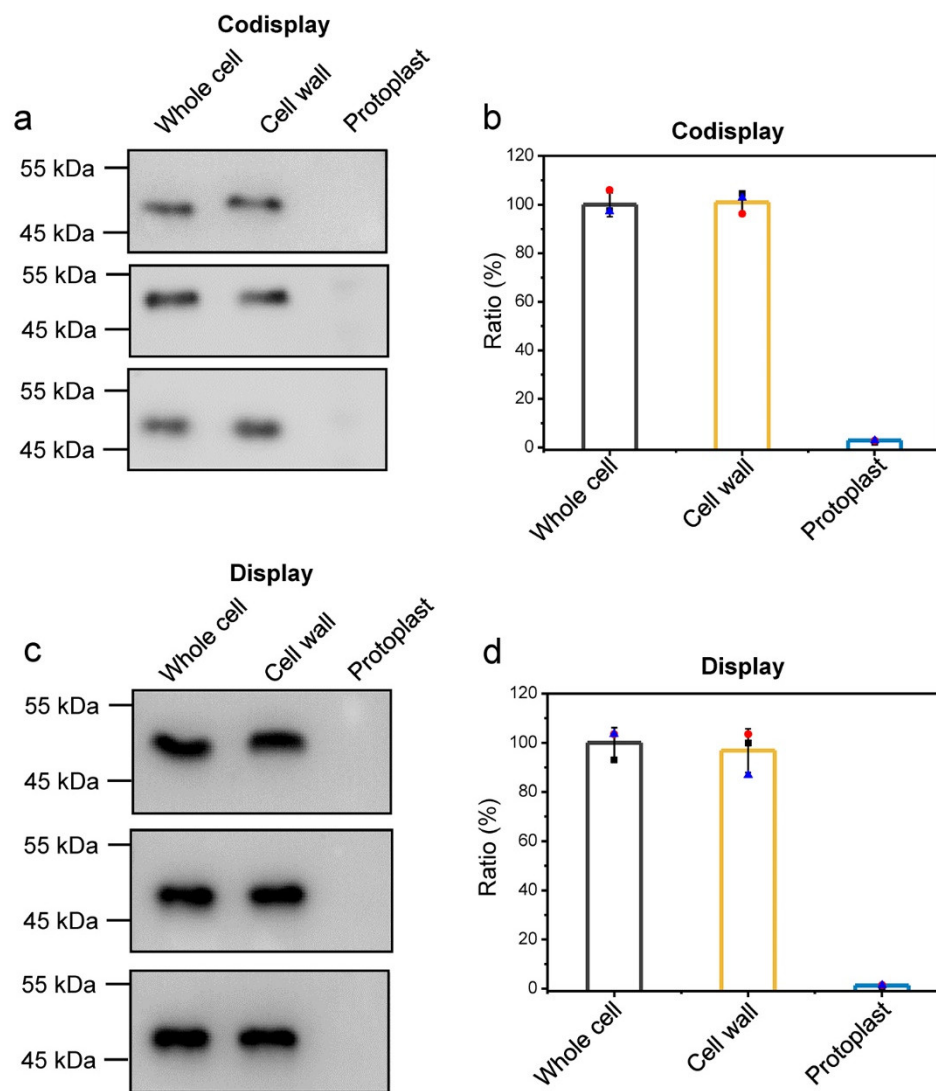 Codisplay
Whole cell
Cell wall
Protoplast
a
55 kDa
45 kDa
55 kDa
45 kDa
55 kDa
45 kDa
b
Codisplay
120
100
80
60
40
20
0
Ratio (%)
Whole cell
Cell wall
Protoplast
Display
Whole cell
Cell wall
Protoplast
c
55 kDa
45 kDa
55 kDa
45 kDa
55 kDa
45 kDa
d
Display
120
100
80
60
40
20
0
Ratio (%)
Whole cell
Cell wall
Protoplast